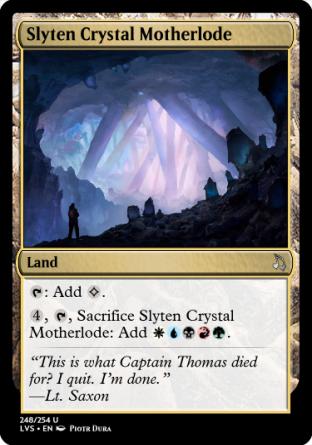 Slyten Crystal Motherlode
Land
: Add .
4, , Sacrifice Slyten Crystal
Motherlode: Add .
“This is what Captain Thomas died
for? I quit. I’m done.”
—Lt. Saxon
248/254 U
LVS • EN Piotr Dura